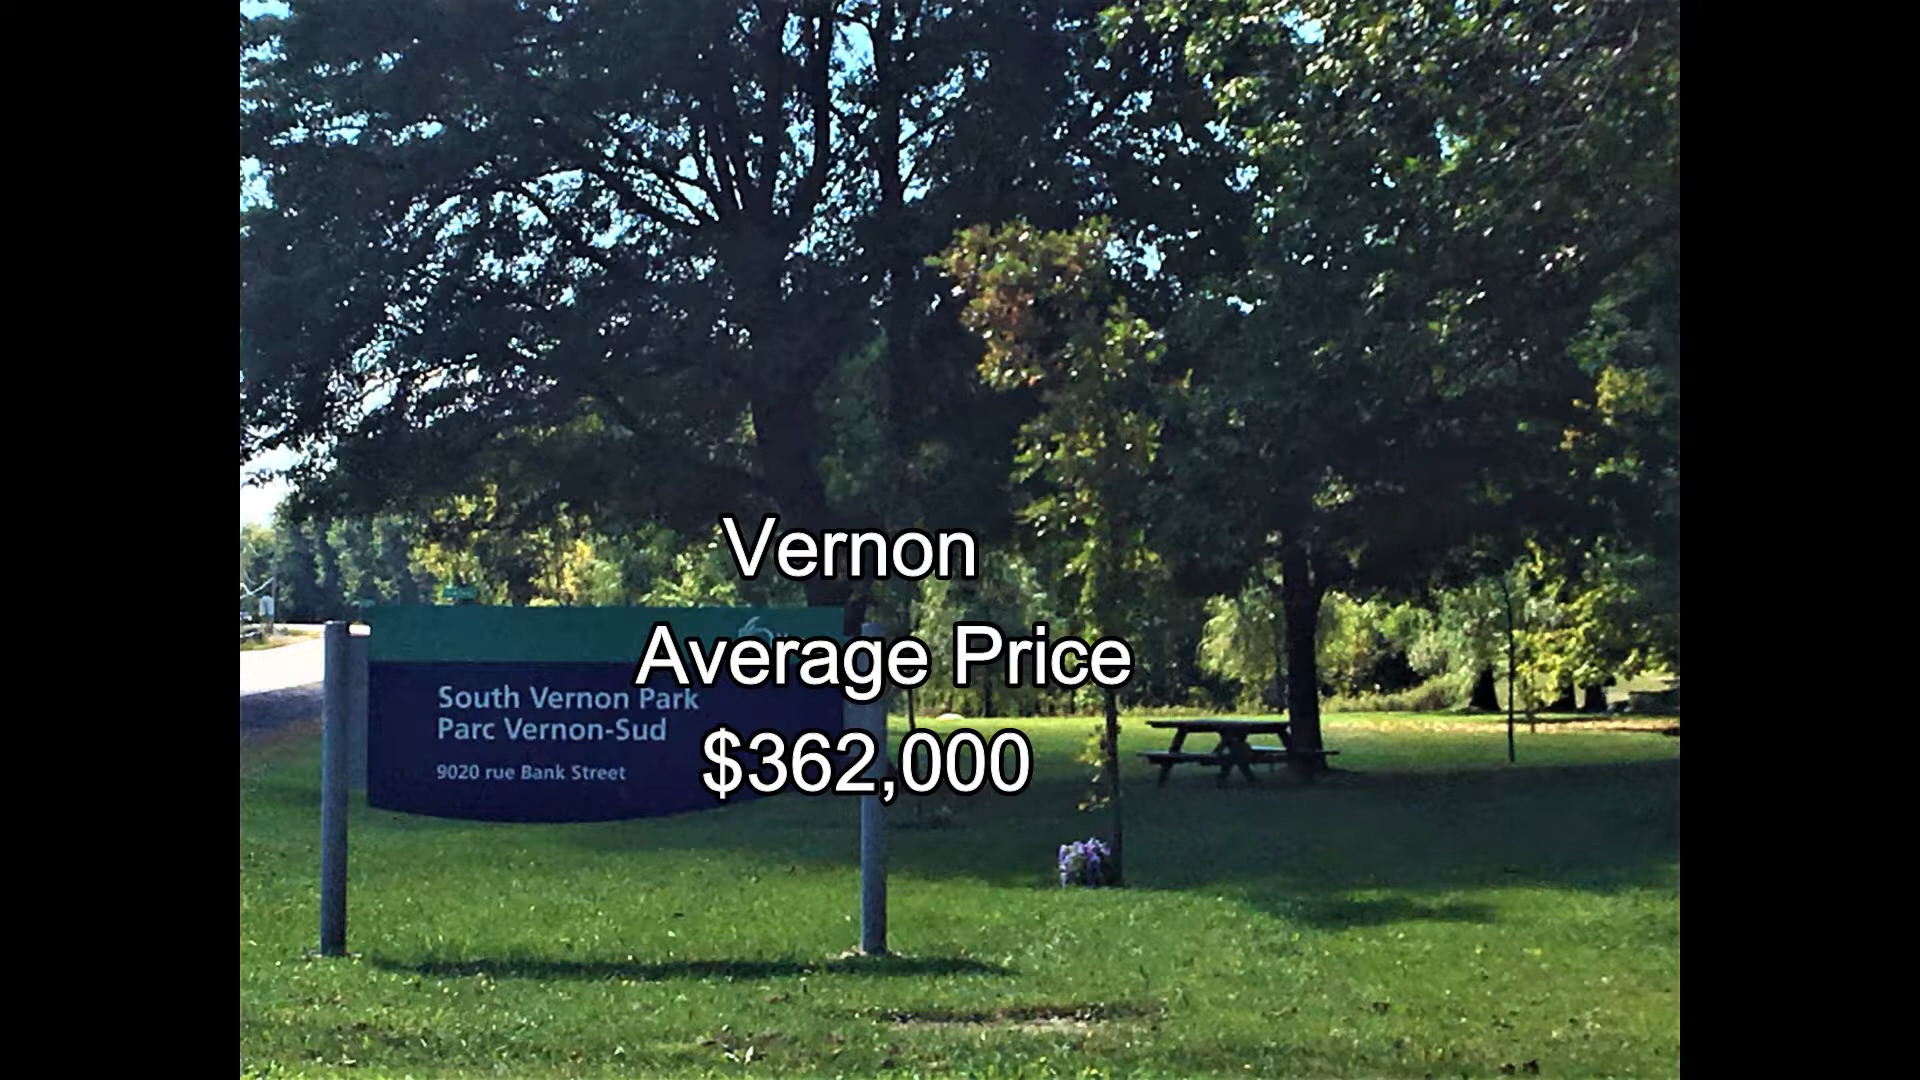 Vernon
Average Price
$362,000
South Vernon Park
Parc Vernon-Sud
9020 rue Bank Street